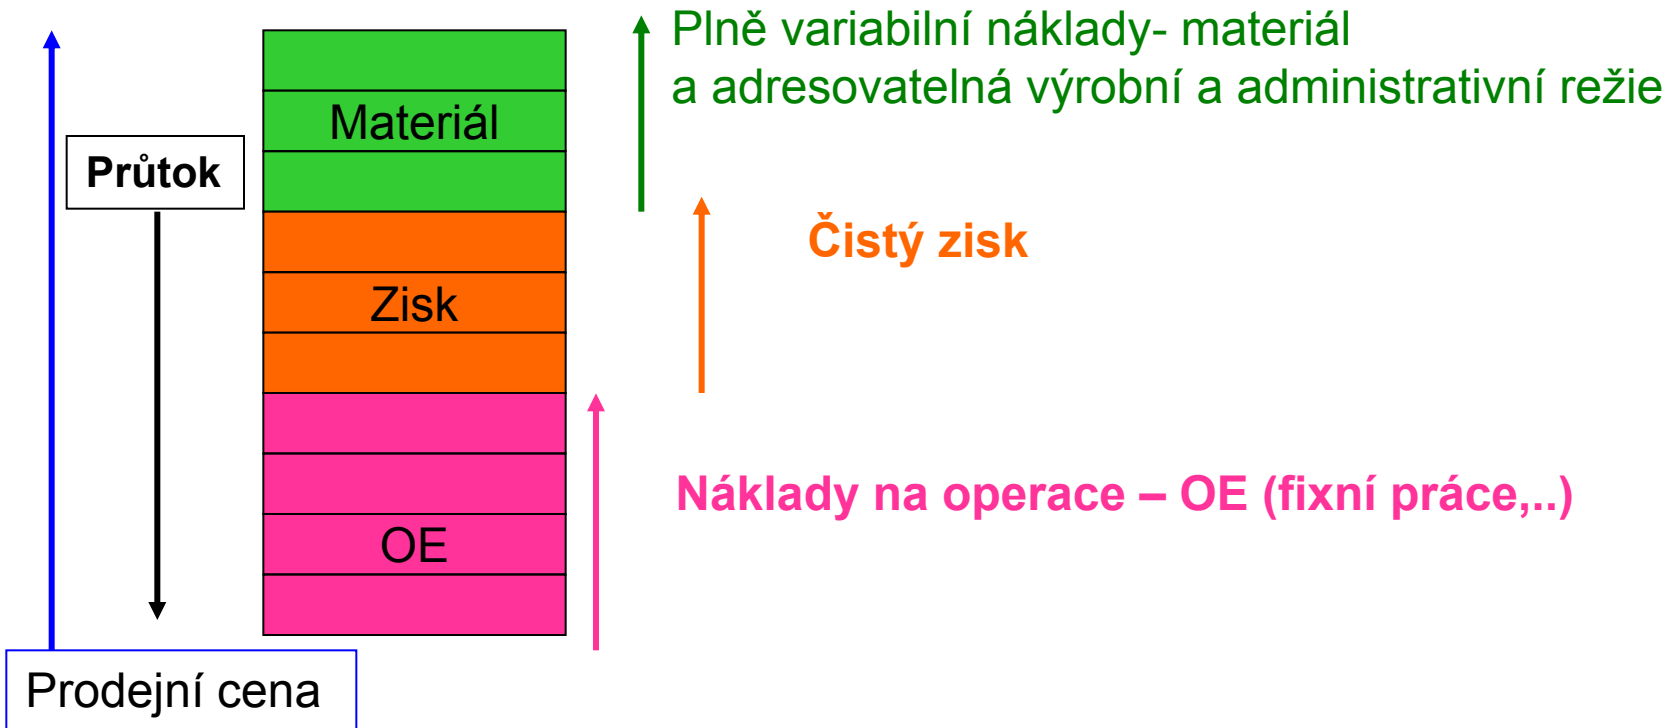 Plně variabilní náklady- materiál
a adresovatelná výrobní a administrativní režie
Materiál
Průtok
Čistý zisk
Zisk
Náklady na operace – OE (fixní práce,..)
OE
Prodejní cena